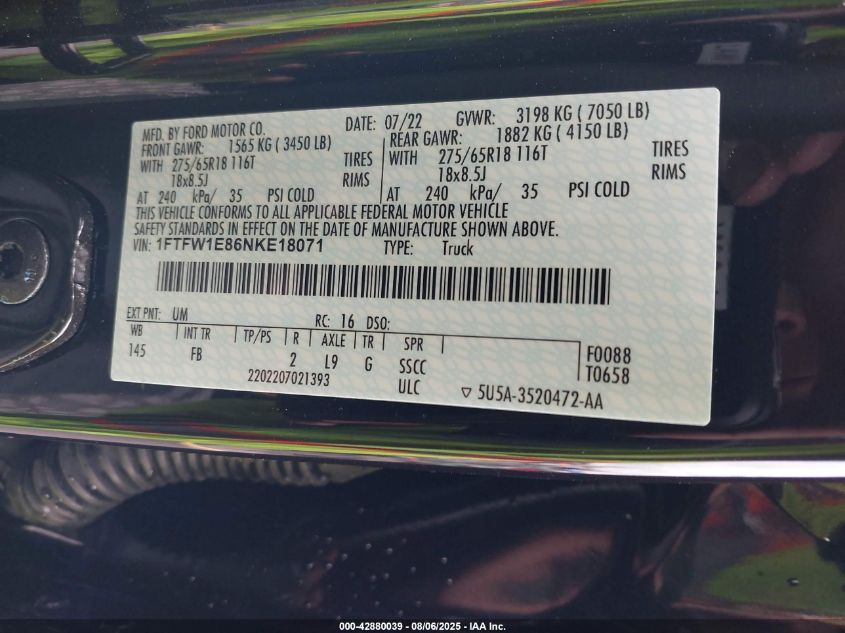 MFD. BY FORD MOTOR CO.
DATE: 07/22 GVWR: 3198 KG ( 7050 LB)
FRONT GAWR: 1565 KG ( 3450 LB)
WITH 275/65R18 116T TIRES
18x8.5J RIMS
AT 240 kPa/ 35 PSI COLD
REAR GAWR: 1882 KG ( 4150 LB)
WITH 275/65R18 116T TIRES
18x8.5J RIMS
AT 240 kPa/ 35 PSI COLD
THIS VEHICLE CONFORMS TO ALL APPLICABLE FEDERAL MOTOR VEHICLE
SAFETY STANDARDS IN EFFECT ON THE DATE OF MANUFACTURE SHOWN ABOVE.
VIN: 1FTFW1E86NKE18071 TYPE: Truck
EXT PNT: UM RC: 16 DSO:
WB INT TR TP/PS R AXLE TR SPR
145 FB 2 L9 G SSCC
F0088
T0658
2202207021393 ULC
5U5A-3520472-AA
000-42880039 - 08/06/2025 - IAA Inc.